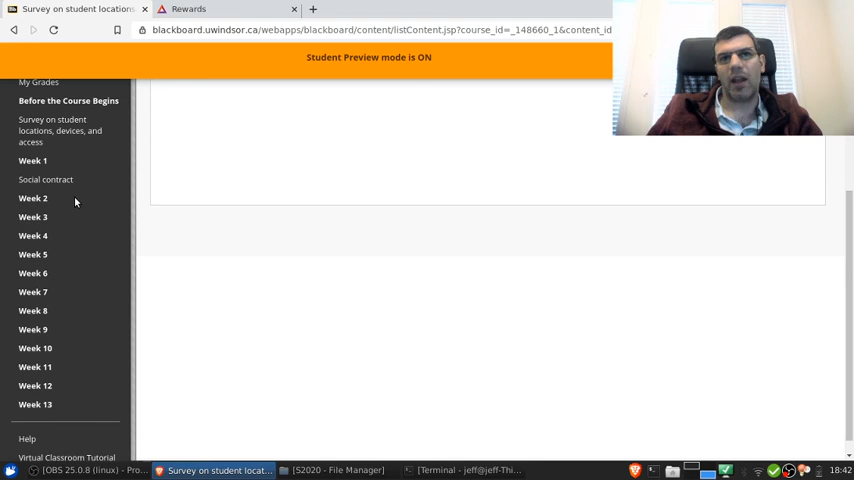 Survey on student locations
Rewards
blackboard.uwindsor.ca/webapps/blackboard/content/listContent.jsp?course_id=_148660_1&content_id
Student Preview mode is ON
My Grades
Before the Course Begins
Survey on student
locations, devices, and
access
Week 1
Social contract
Week 2
Week 3
Week 4
Week 5
Week 6
Week 7
Week 8
Week 9
Week 10
Week 11
Week 12
Week 13
Help
Virtual Classroom Tutorial
[OBS 25.0.8 (linux) - Pro...
Survey on student locat...
[S2020 - File Manager]
[Terminal - jeff@jeff-Thi...
18:42